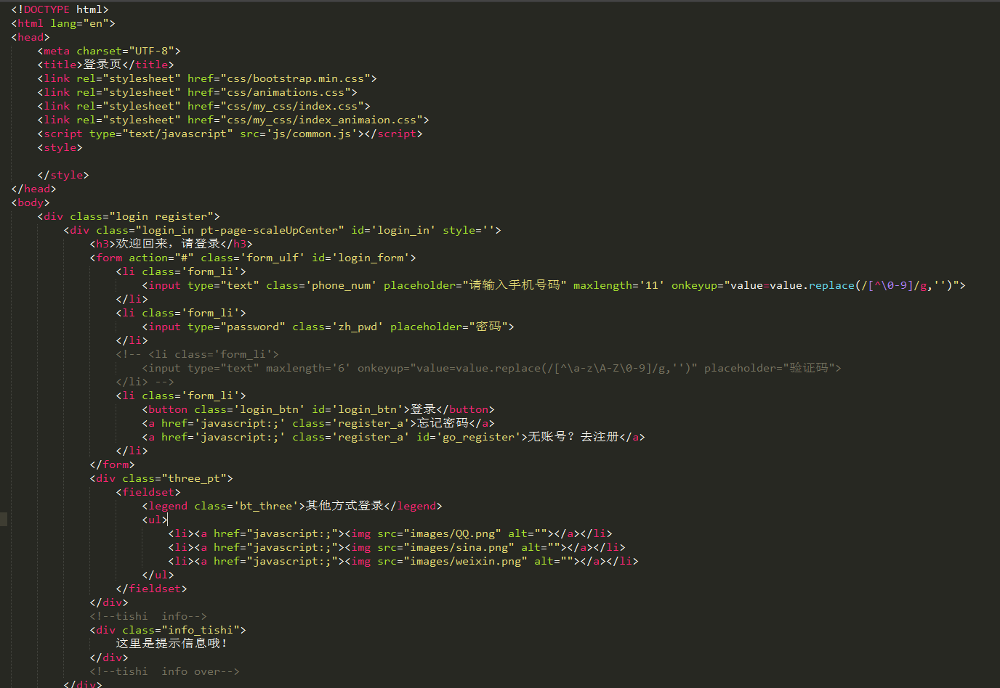 <!DOCTYPE html>
<html lang="en">
<head>
    <meta charset="UTF-8">
    <title>登录页</title>
    <link rel="stylesheet" href="css/bootstrap.min.css">
    <link rel="stylesheet" href="css/animations.css">
    <link rel="stylesheet" href="css/my_css/index.css">
    <link rel="stylesheet" href="css/my_css/index_animaion.css">
    <script type="text/javascript" src='js/common.js'></script>
    <style>

    </style>
</head>
<body>
    <div class="login register">
        <div class="login_in pt-page-scaleUpCenter" id='login_in' style=''>
            <h3>欢迎回来，请登录</h3>
            <form action="#" class='form_ulf' id='login_form'>
                <li class='form_li'>
                    <input type="text" class='phone_num' placeholder="请输入手机号码" maxlength='11' onkeyup="value=value.replace(/[^\0-9]/g,'')">
                </li>
                <li class='form_li'>
                    <input type="password" class='zh_pwd' placeholder="密码">
                </li>
                <!-- <li class='form_li'>
                    <input type="text" maxlength='6' onkeyup="value=value.replace(/[^\a-z\A-Z\0-9]/g,'')" placeholder="验证码">
                </li> -->
                <li class='form_li'>
                    <button class='login_btn' id='login_btn'>登录</button>
                    <a href='javascript:;' class='register_a'>忘记密码</a>
                    <a href='javascript:;' class='register_a' id='go_register'>无账号？去注册</a>
                </li>
            </form>
            <div class="three_pt">
                <fieldset>
                    <legend class='bt_three'>其他方式登录</legend>
                    <ul>
                        <li><a href="javascript:;"><img src="images/QQ.png" alt=""></a></li>
                        <li><a href="javascript:;"><img src="images/sina.png" alt=""></a></li>
                        <li><a href="javascript:;"><img src="images/weixin.png" alt=""></a></li>
                    </ul>
                </fieldset>
            </div>
            <!--tishi  info-->
            <div class="info_tishi">
                这里是提示信息哦！
            </div>
            <!--tishi  info over-->
        </div>